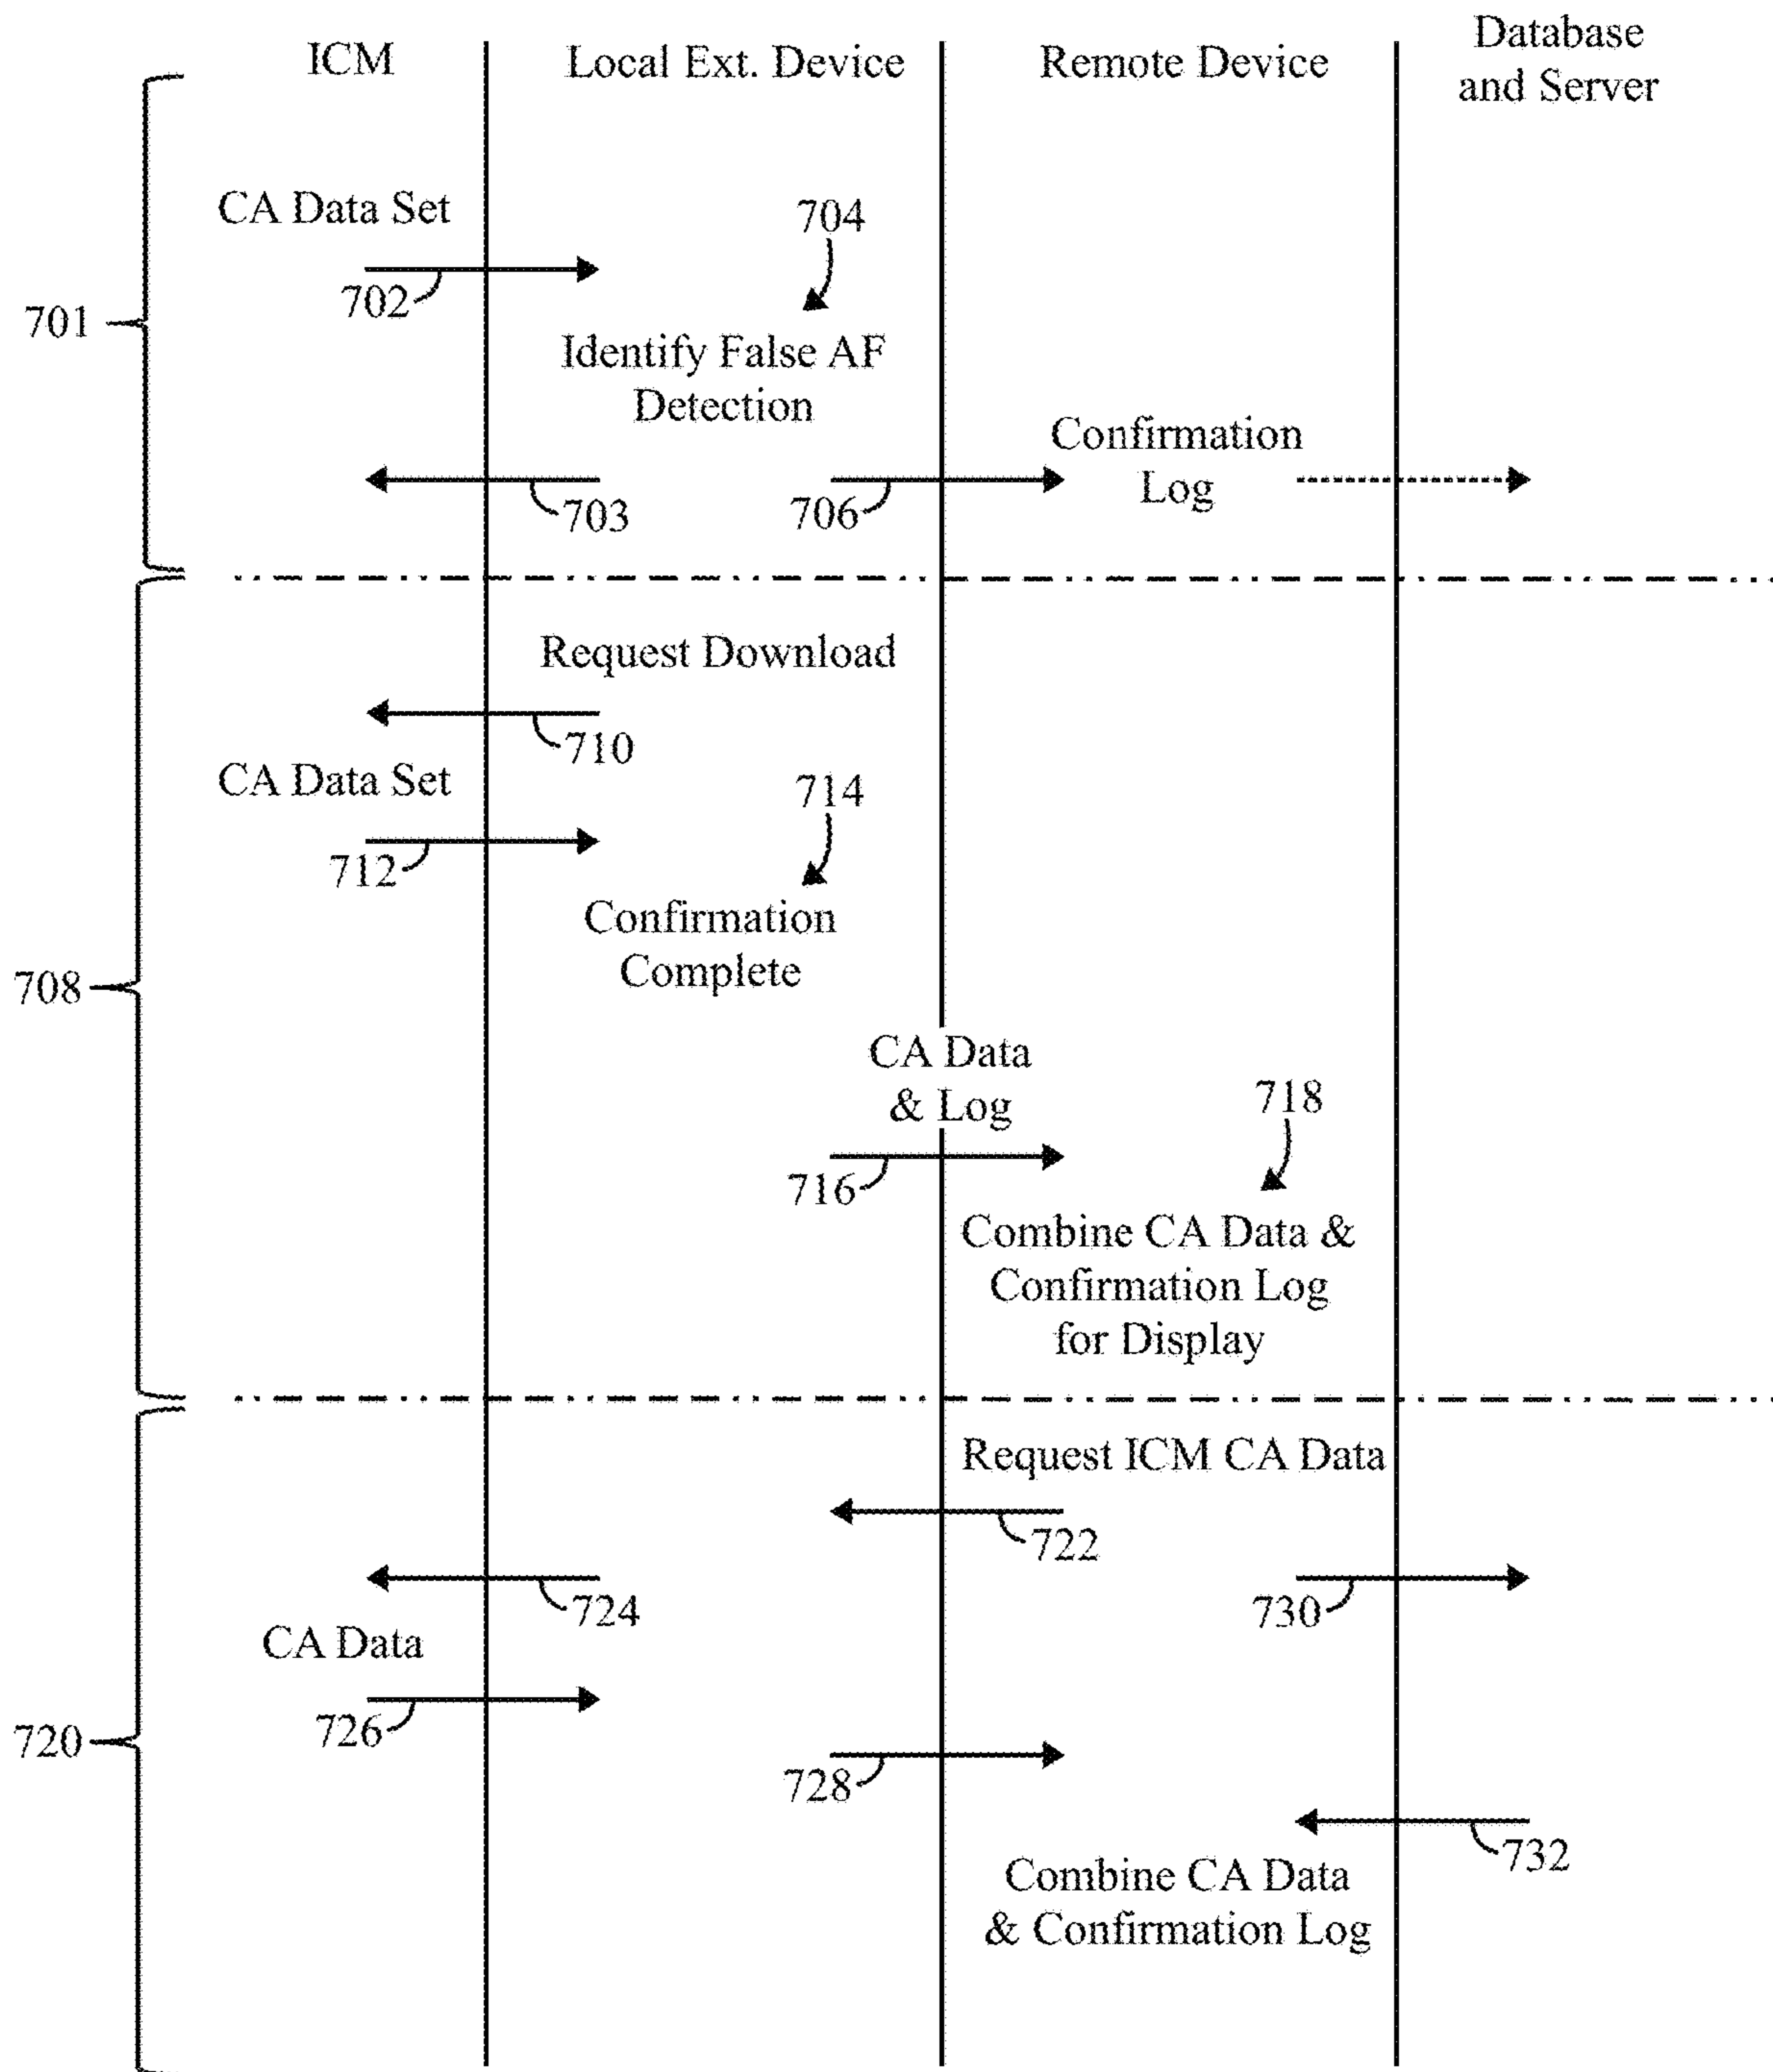 ICM
Local Ext. Device
Remote Device
Database
and Server
CA Data Set
704
702
701
Identify False AF
Detection
Confirmation
Log
703
706
Request Download
710
CA Data Set
714
712
Confirmation
Complete
708
CA Data
& Log
718
716
Combine CA Data &
Confirmation Log
for Display
Request ICM CA Data
722
724
730
CA Data
726
720
728
732
Combine CA Data
& Confirmation Log